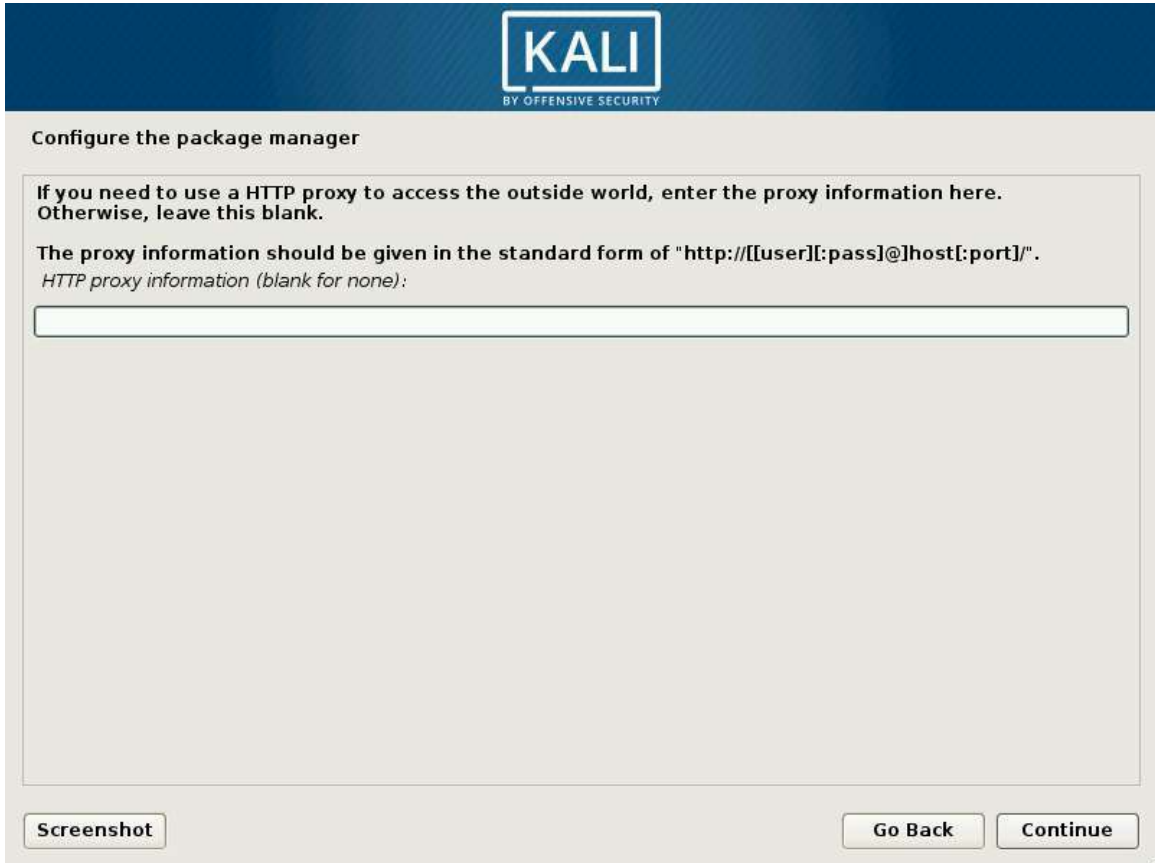 KALI
BY OFFENSIVE SECURITY
Configure the package manager
If you need to use a HTTP proxy to access the outside world, enter the proxy information here.
Otherwise, leave this blank.
The proxy information should be given in the standard form of "http://[[user][:pass]@]host[:port]/".
HTTP proxy information (blank for none):
Screenshot
Go Back
Continue